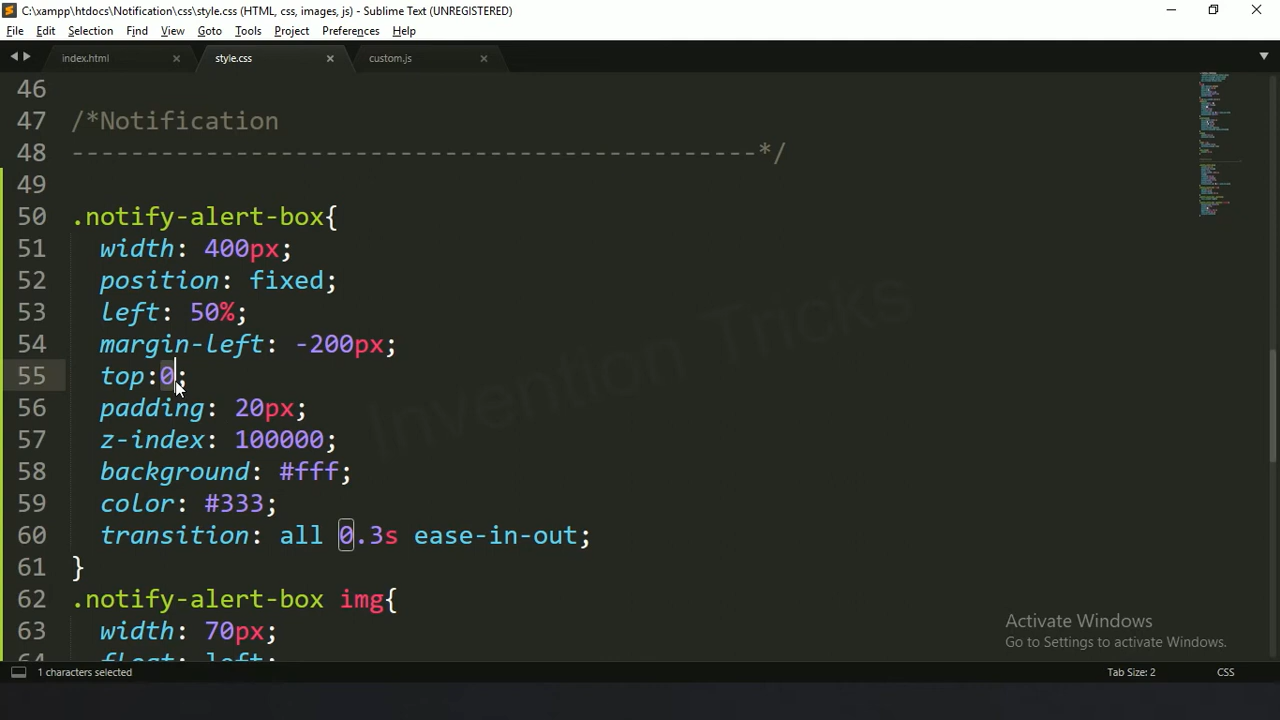 C:\xampp\htdocs\Notification\css\style.css (HTML, css, images, js) - Sublime Text (UNREGISTERED)
File Edit Selection Find View Goto Tools Project Preferences Help
index.html style.css custom.js
46
47 /*Notification
48 ----------------------------------------------*/
49
50 .notify-alert-box{
51 width: 400px;
52 position: fixed;
53 left: 50%;
54 margin-left: -200px;
55 top:0;
56 padding: 20px;
57 z-index: 100000;
58 background: #fff;
59 color: #333;
60 transition: all 0.3s ease-in-out;
61 }
62 .notify-alert-box img{
63 width: 70px;
64 float: left;
Invention Tricks
Activate Windows
Go to Settings to activate Windows.
1 characters selected
Tab Size: 2
CSS